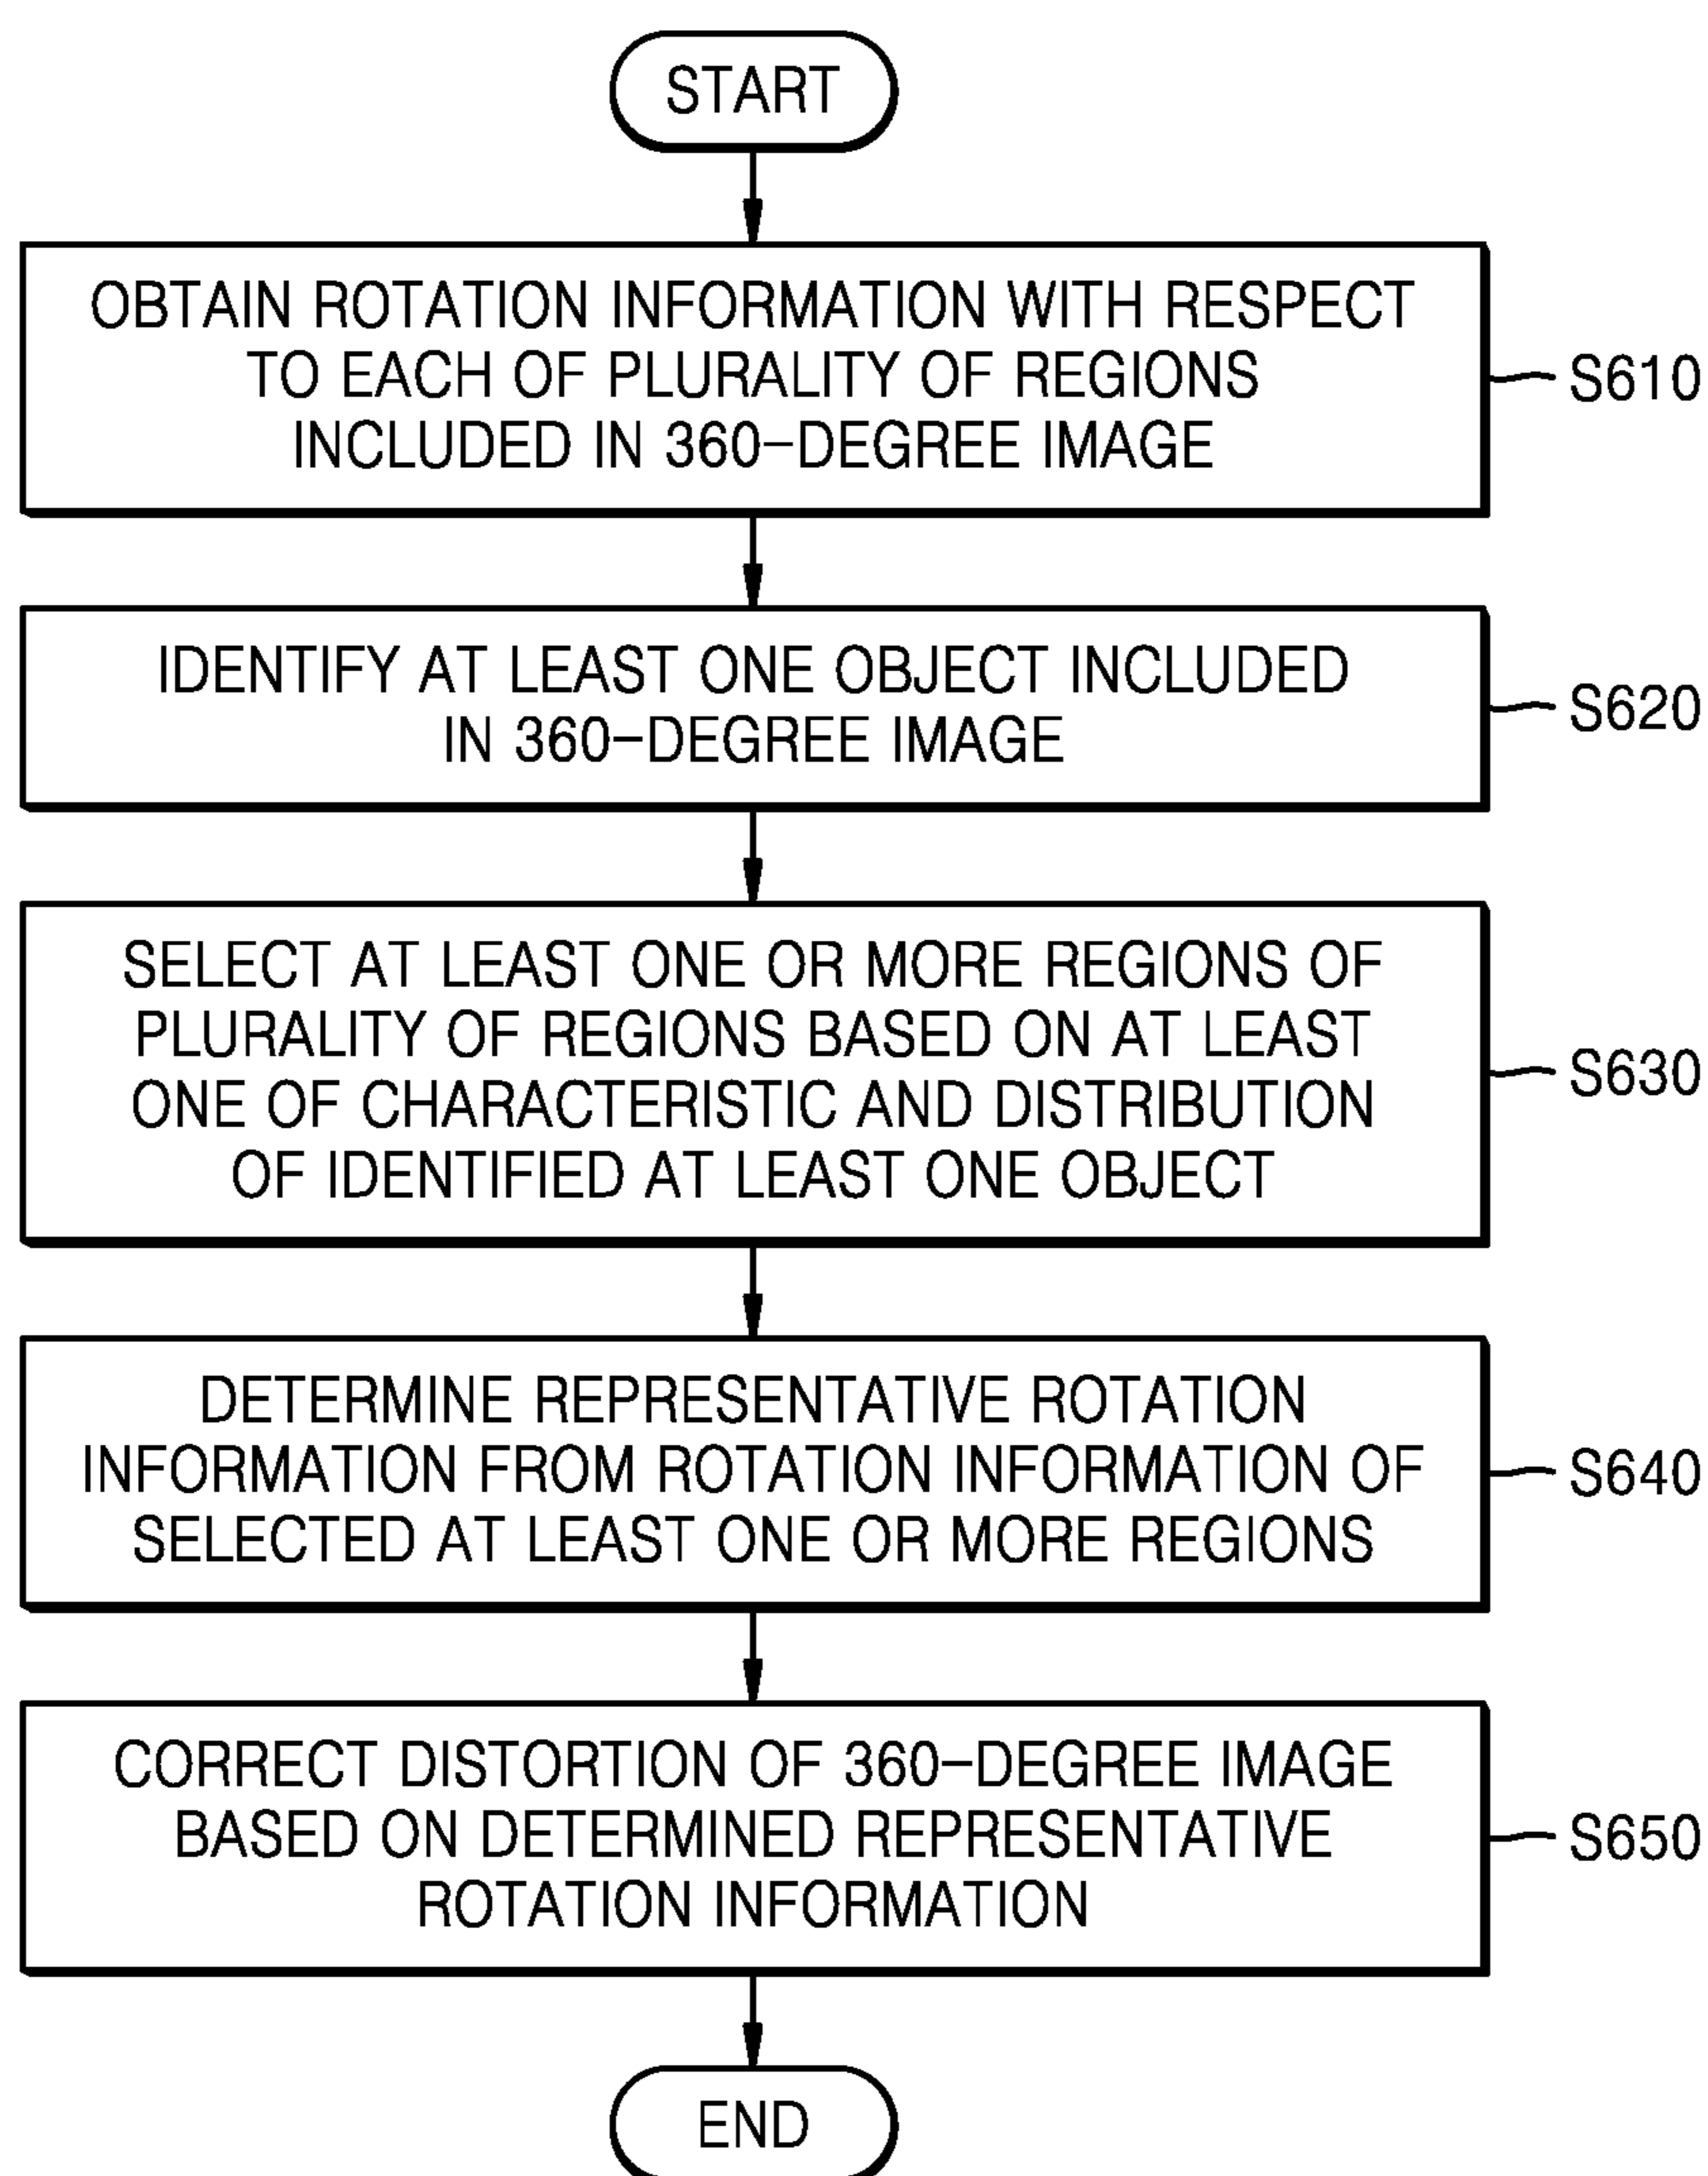 START
OBTAIN ROTATION INFORMATION WITH RESPECT
TO EACH OF PLURALITY OF REGIONS
INCLUDED IN 360-DEGREE IMAGE
S610
IDENTIFY AT LEAST ONE OBJECT INCLUDED
IN 360-DEGREE IMAGE
S620
SELECT AT LEAST ONE OR MORE REGIONS OF
PLURALITY OF REGIONS BASED ON AT LEAST
ONE OF CHARACTERISTIC AND DISTRIBUTION
OF IDENTIFIED AT LEAST ONE OBJECT
S630
DETERMINE REPRESENTATIVE ROTATION
INFORMATION FROM ROTATION INFORMATION OF
SELECTED AT LEAST ONE OR MORE REGIONS
S640
CORRECT DISTORTION OF 360-DEGREE IMAGE
BASED ON DETERMINED REPRESENTATIVE
ROTATION INFORMATION
S650
END